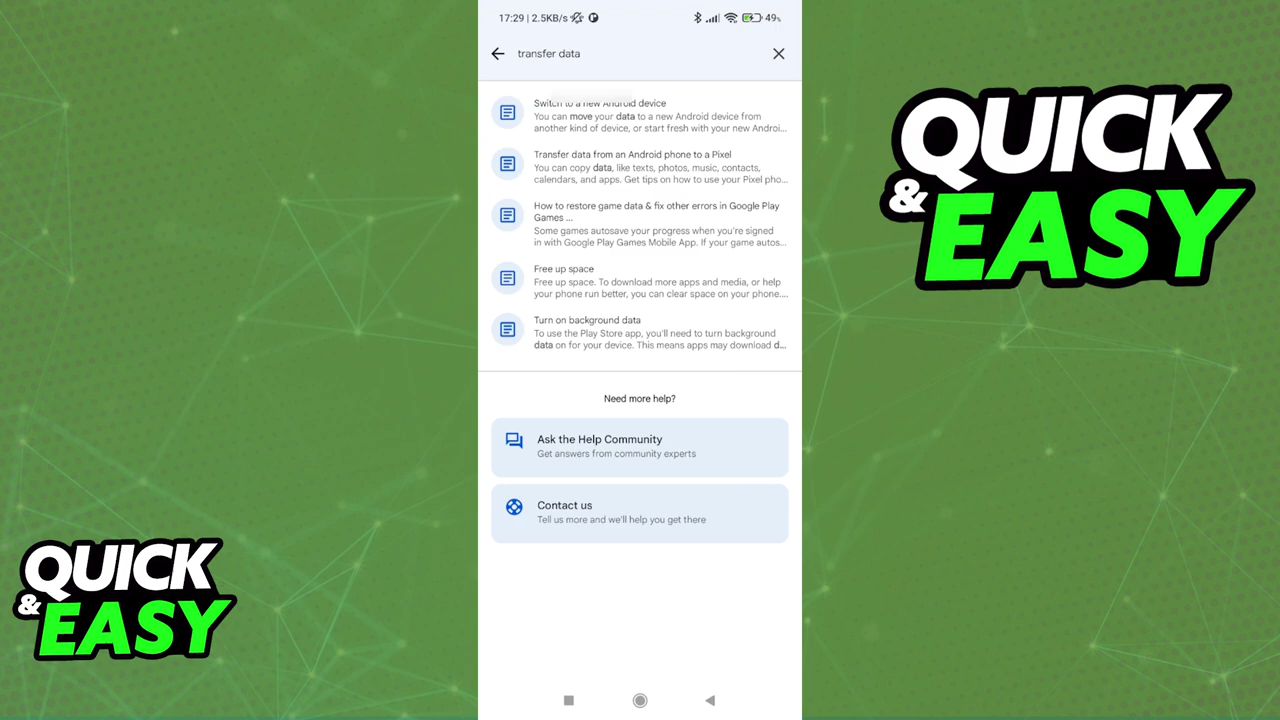 17:29 | 2.5KB/s
49%
transfer data
Switch to a new Android device
You can move your data to a new Android device from
another kind of device, or start fresh with your new Androi...
Transfer data from an Android phone to a Pixel
You can copy data, like texts, photos, music, contacts,
calendars, and apps. Get tips on how to use your Pixel pho...
How to restore game data & fix other errors in Google Play
Games ...
Some games autosave your progress when you're signed
in with Google Play Games Mobile App. If your game autos...
Free up space
Free up space. To download more apps and media, or help
your phone run better, you can clear space on your phone....
Turn on background data
To use the Play Store app, you'll need to turn background
data on for your device. This means apps may download d...
Need more help?
Ask the Help Community
Get answers from community experts
Contact us
Tell us more and we'll help you get there
QUICK
& EASY
QUICK
& EASY